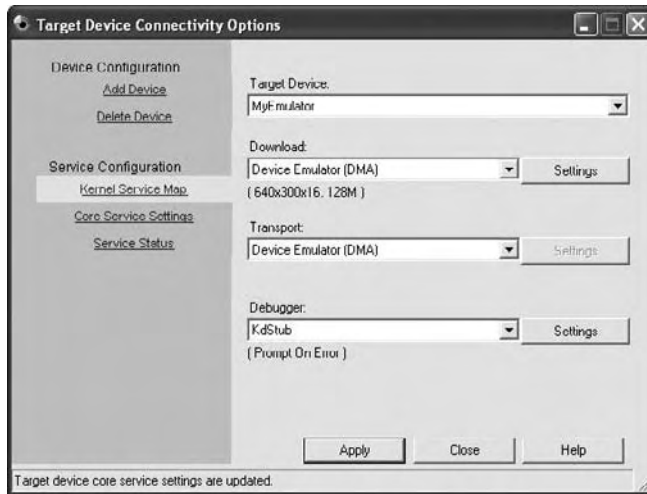 Target Device Connectivity Options
Device Configuration
Add Device
Delete Device
Service Configuration
Kernel Service Map
Core Service Settings
Service Status
Target Device:
MyEmulator
Download:
Device Emulator (DMA)
Settings
( 640x300x16, 128M )
Transport:
Device Emulator (DMA)
Settings
Debugger:
KdStub
Settings
( Prompt On Error )
Apply
Close
Help
Target device core service settings are updated.